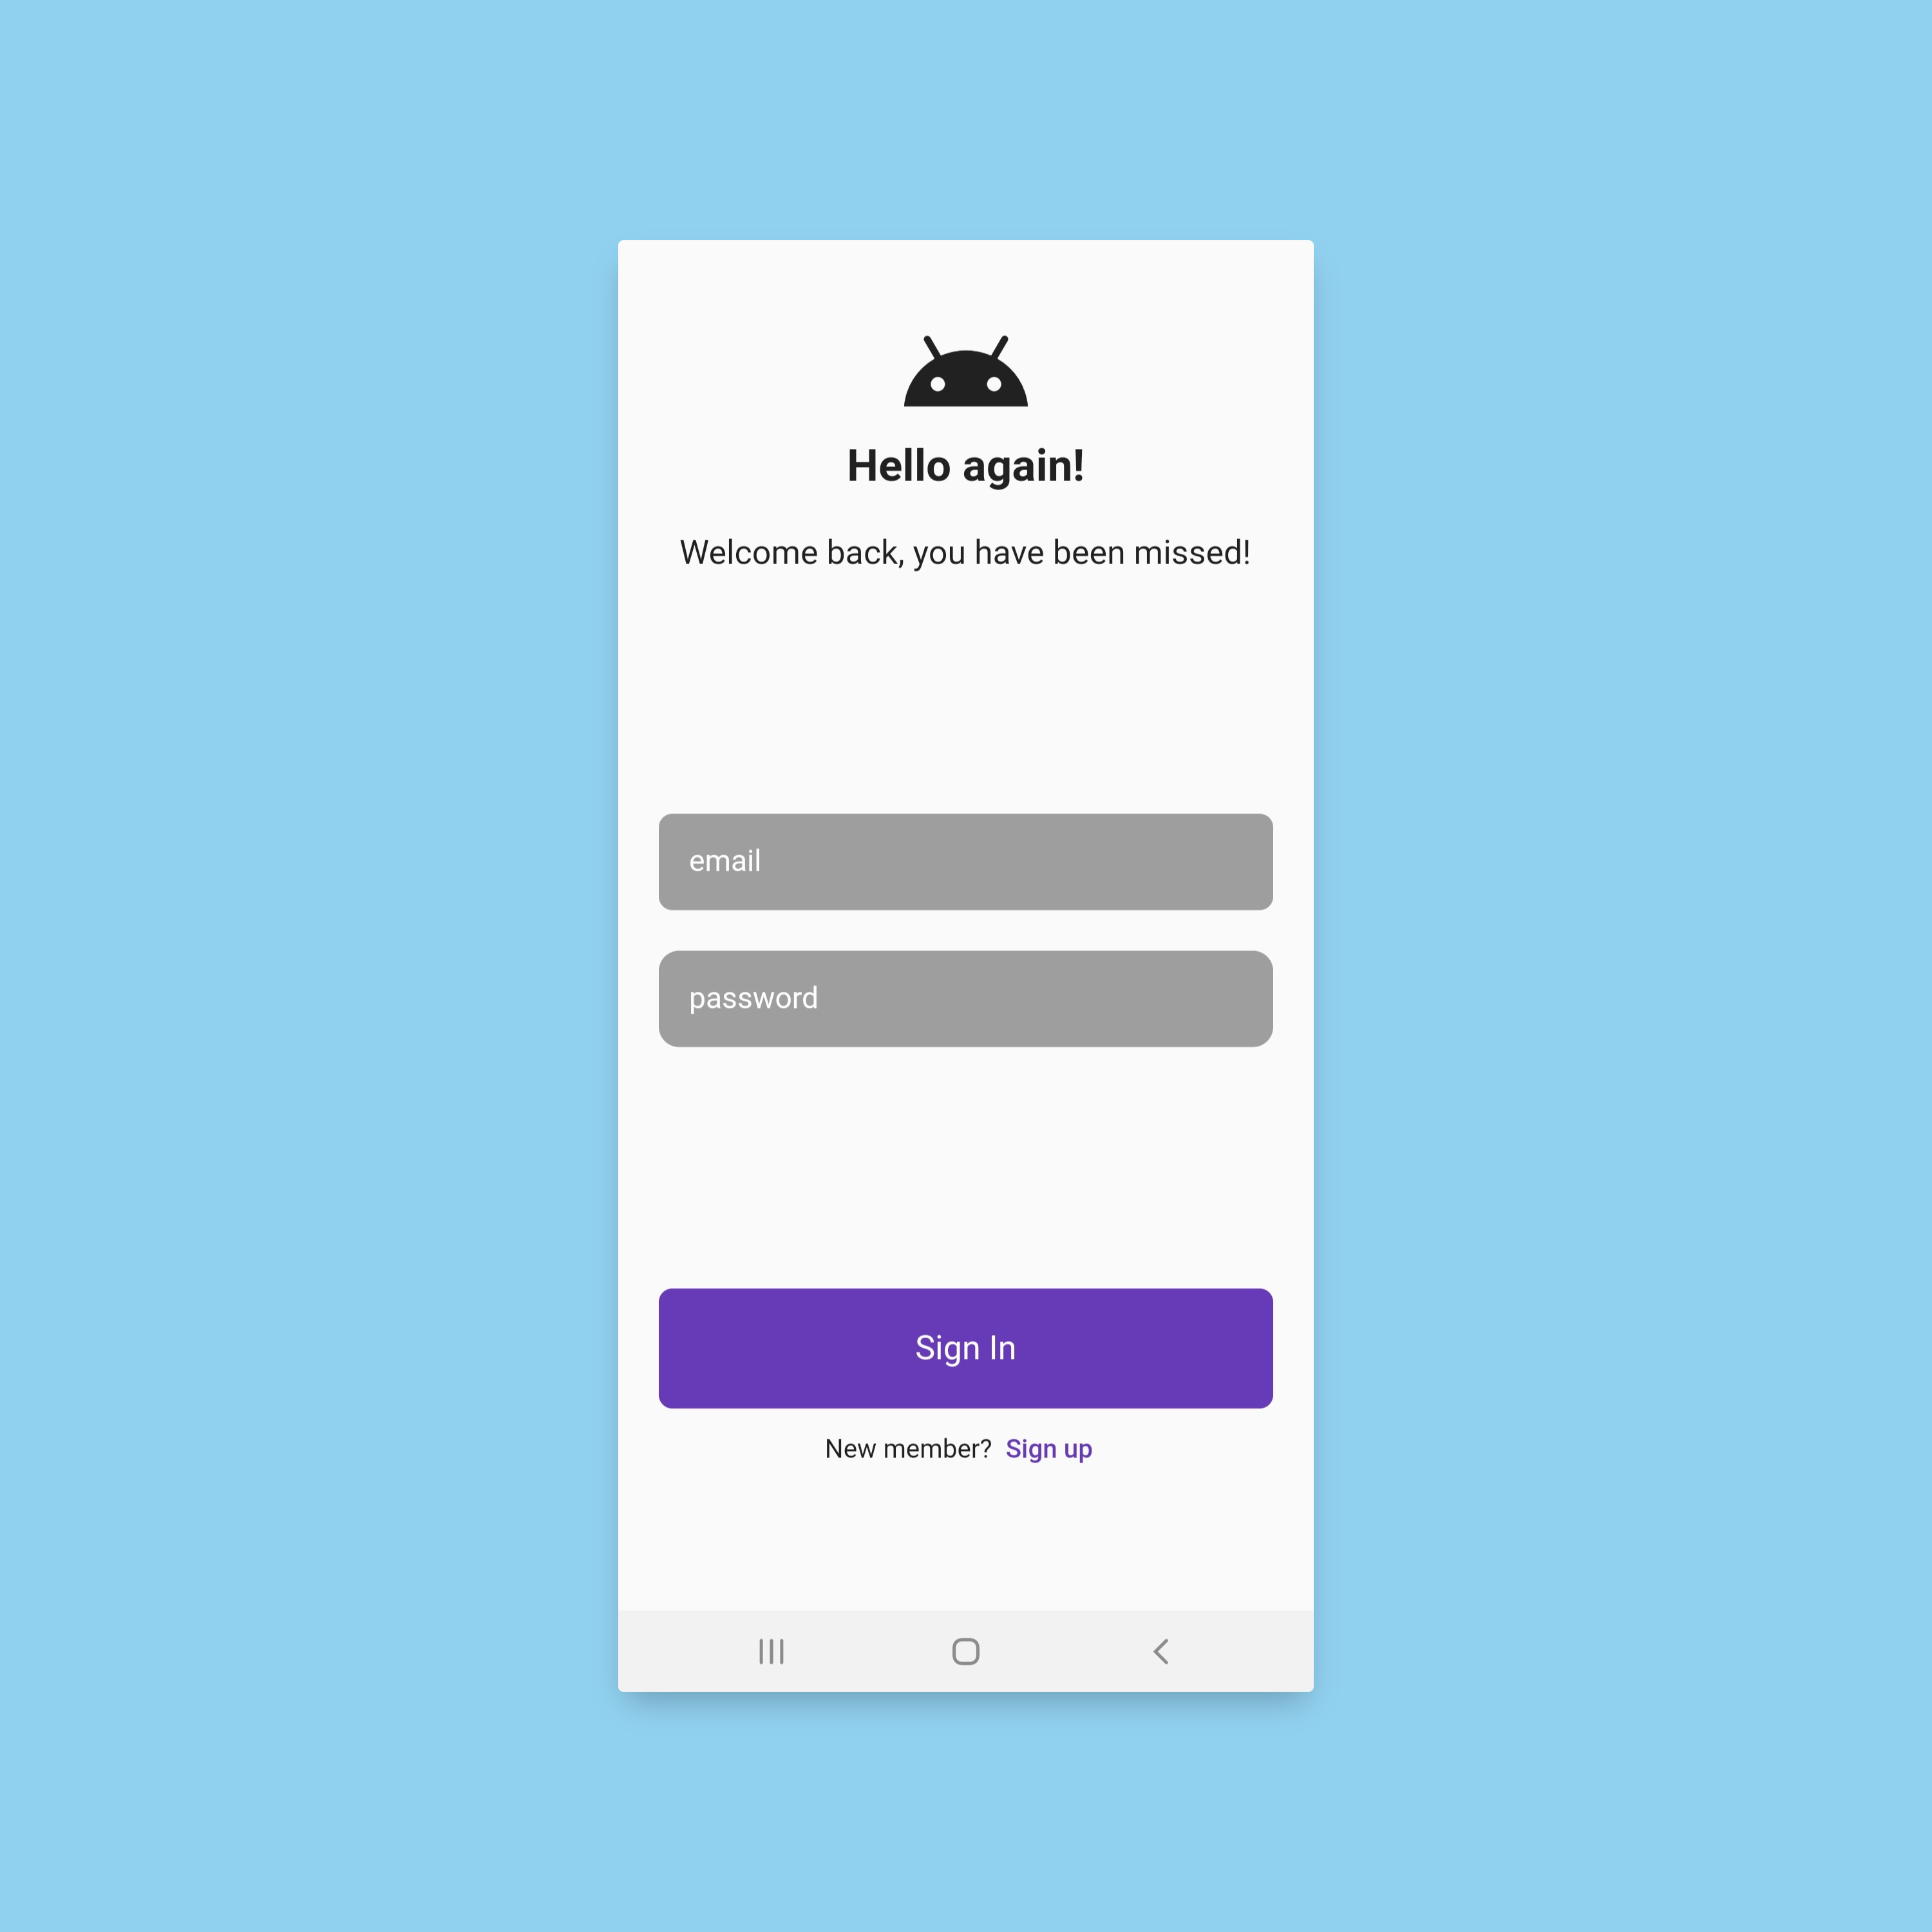 Hello again!
Welcome back, you have been missed!
email
password
Sign In
New member? Sign up